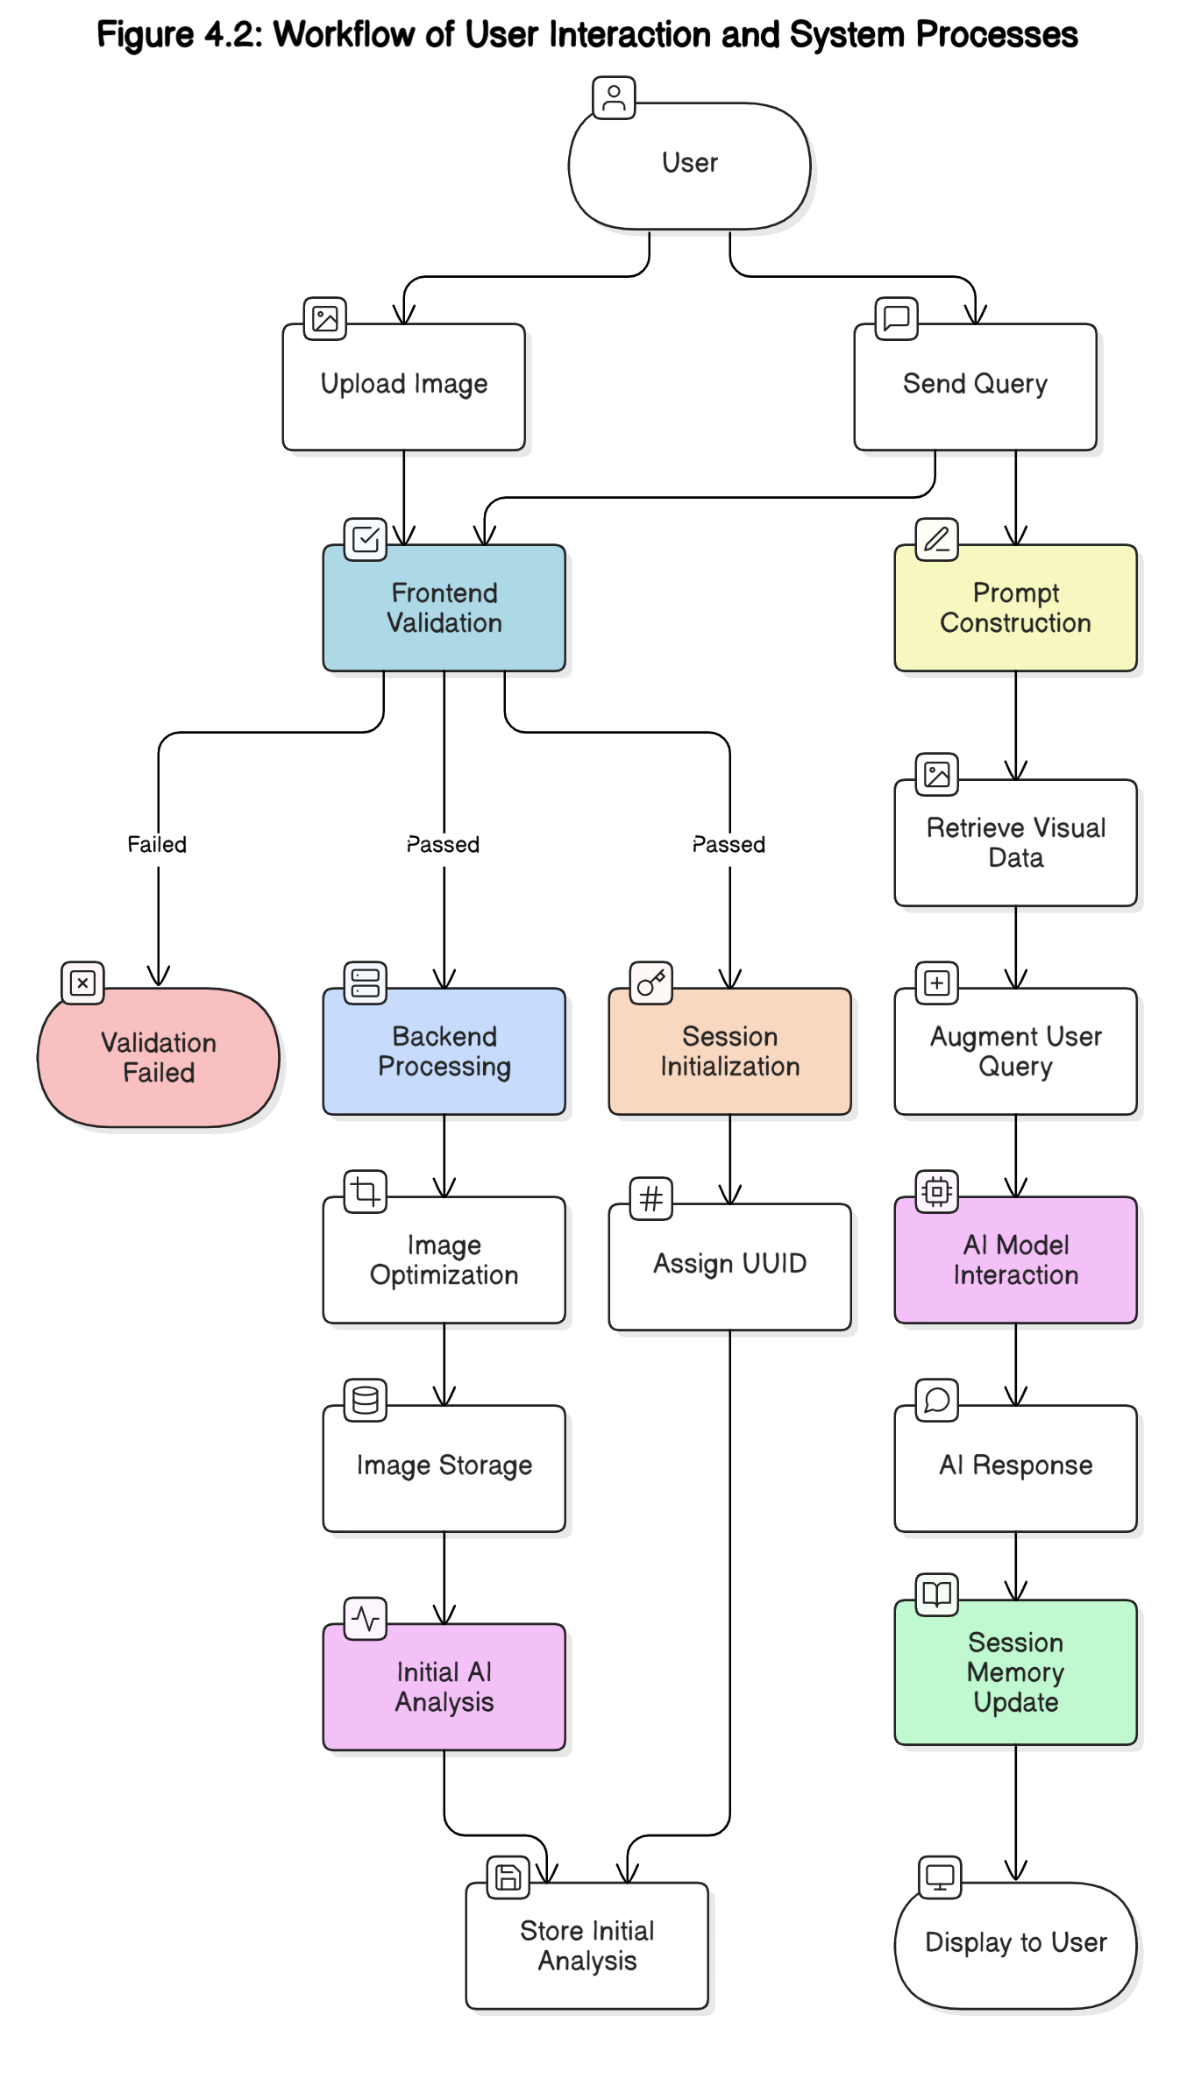 Figure 4.2: Workflow of User Interaction and System Processes
User
Upload Image
Send Query
Frontend
Validation
Prompt
Construction
Retrieve Visual
Data
Failed
Passed
Passed
Validation
Failed
Backend
Processing
Session
Initialization
Augment User
Query
Image
Optimization
Assign UUID
AI Model
Interaction
Image Storage
AI Response
Initial AI
Analysis
Session
Memory
Update
Store Initial
Analysis
Display to User